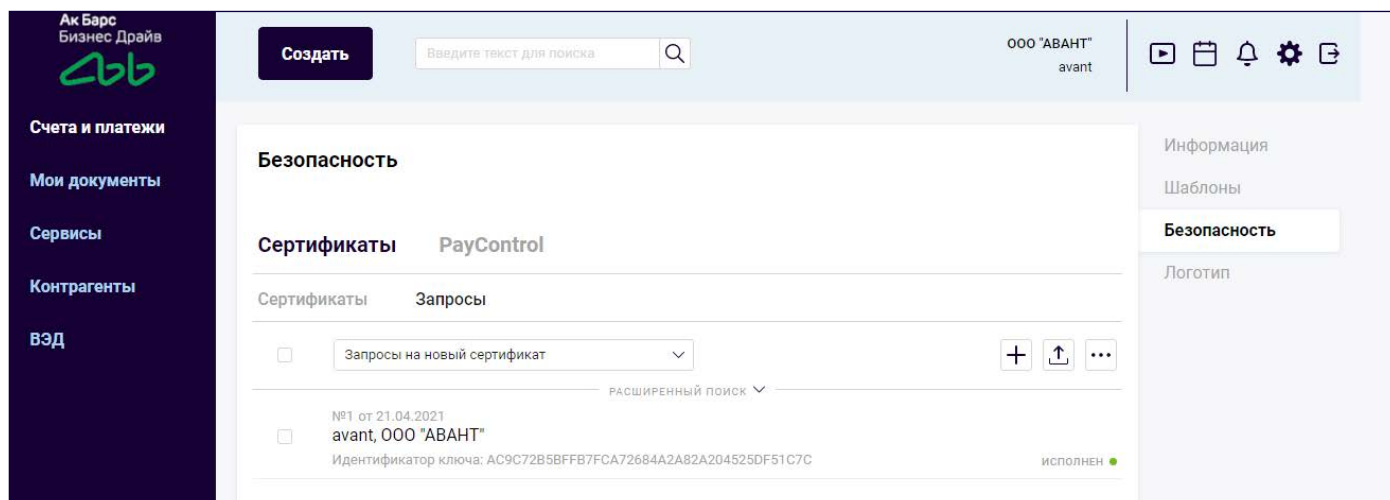 Ак Барс
Бизнес Драйв
Создать
Введите текст для поиска
ООО "АВАНТ"
avant
Счета и платежи
Мои документы
Сервисы
Контрагенты
ВЭД
Безопасность
Сертификаты PayControl
Сертификаты Запросы
Запросы на новый сертификат
РАСШИРЕННЫЙ ПОИСК
№1 от 21.04.2021
avant, ООО "АВАНТ"
Идентификатор ключа: AC9C72B5BFFB7FCA72684A2A82A204525DF51C7C
ИСПОЛНЕН
Информация
Шаблоны
Безопасность
Логотип